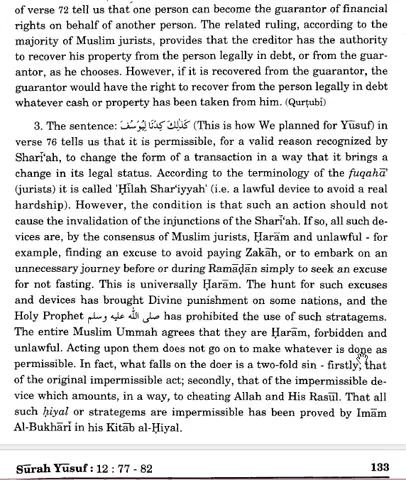 of verse 72 tell us that one person can become the guarantor of financial
rights on behalf of another person. The related ruling, according to the
majority of Muslim jurists, provides that the creditor has the authority
to recover his property from the person legally in debt, or from the guar-
antor, as he chooses. However, if it is recovered from the guarantor, the
guarantor would have the right to recover from the person legally in debt
whatever cash or property has been taken from him. (Qurṭubī)
3. The sentence: كَذَٰلِكَ كِدْنَا لِيُوسُفَ (This is how We planned for Yūsuf) in
verse 76 tells us that it is permissible, for a valid reason recognized by
Sharī'ah, to change the form of a transaction in a way that it brings a
change in its legal status. According to the terminology of the fuqahā'
(jurists) it is called 'Ḥīlah Shar'iyyah' (i.e. a lawful device to avoid a real
hardship). However, the condition is that such an action should not
cause the invalidation of the injunctions of the Sharī'ah. If so, all such de-
vices are, by the consensus of Muslim jurists, Ḥarām and unlawful - for
example, finding an excuse to avoid paying Zakāh, or to embark on an
unnecessary journey before or during Ramaḍān simply to seek an excuse
for not fasting. This is universally Ḥarām. The hunt for such excuses
and devices has brought Divine punishment on some nations, and the
Holy Prophet صلى الله عليه وسلم has prohibited the use of such stratagems.
The entire Muslim Ummah agrees that they are Ḥarām, forbidden and
unlawful. Acting upon them does not go on to make whatever is done as
permissible. In fact, what falls on the doer is a two-fold sin - firstly, that
of the original impermissible act; secondly, that of the impermissible de-
vice which amounts, in a way, to cheating Allah and His Rasūl. That all
such ḥiyal or strategems are impermissible has been proved by Imām
Al-Bukhārī in his Kitāb al-Ḥiyal.
Sūrah Yūsuf : 12 : 77 - 82 133